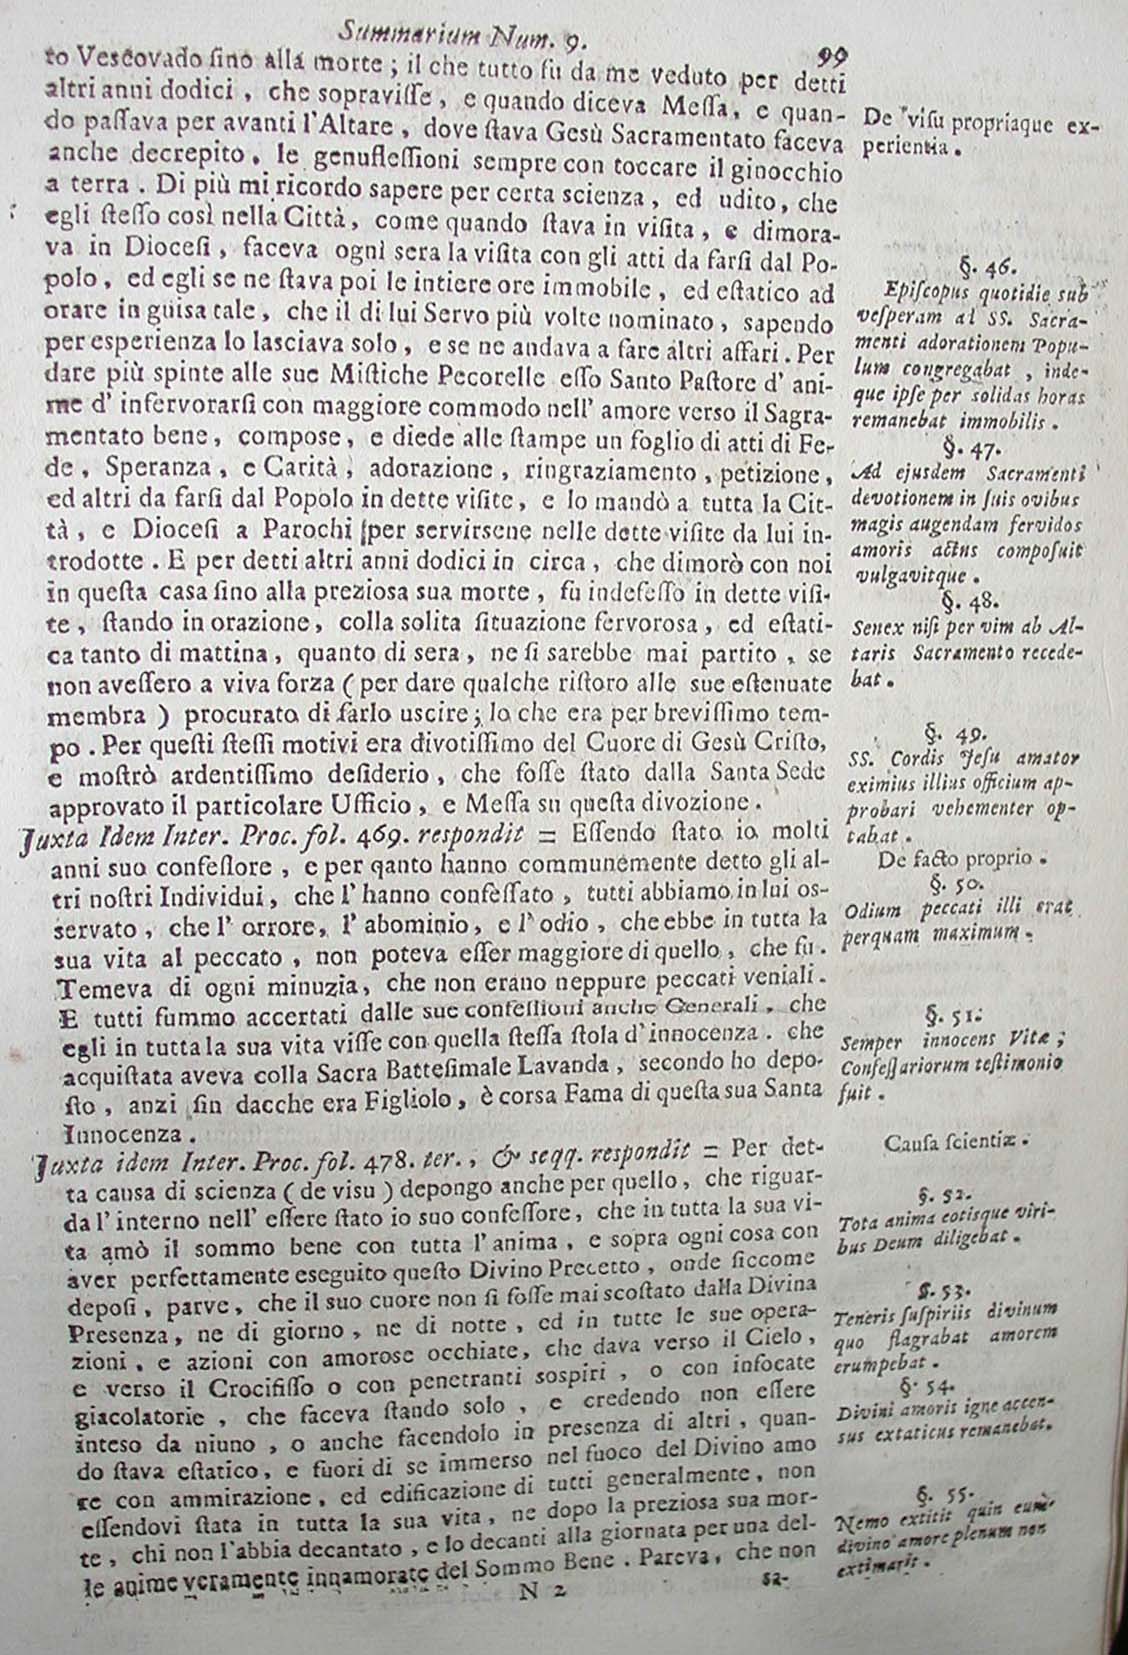 Summarium Num. 9.
99
to Veſcovado ſino alla morte ; il che tutto fu da me veduto per detti
altri anni dodici , che sopraviſſe , e quando diceva Meſſa, e quan-
do paſſava per avanti l'Altare , dove ſtava Gesù Sacramentato faceva
anche decrepito , le genufleſſioni sempre con toccare il ginocchio
a terra . Di più mi ricordo sapere per certa scienza , ed udito, che
egli ſteſſo così nella Città , come quando ſtava in viſita , e dimora-
va in Dioceſi , faceva ogni sera la viſita con gli atti da farſi dal Po-
polo , ed egli se ne ſtava poi le intiere ore immobile , ed eſtatico ad
orare in guisa tale , che il di lui Servo più volte nominato , sapendo
per esperienza lo lasciava solo , e se ne andava a fare altri affari . Per
dare più spinte alle sue Miſtiche Pecorelle eſſo Santo Paſtore d' ani-
me d' infervorarſi con maggiore commodo nell' amore verso il Sagra-
mentato bene , compose , e diede alle ſtampe un foglio di atti di Fe-
de , Speranza , e Carità , adorazione , ringraziamento , petizione ,
ed altri da farſi dal Popolo in dette viſite , e lo mandò a tutta la Cit-
tà , e Dioceſi a Parochi per servirsene nelle dette viſite da lui in-
trodotte . E per detti altri anni dodici in circa , che dimorò con noi
in queſta casa ſino alla preziosa sua morte , fù indefeſſo in dette viſi-
te , ſtando in orazione , colla solita ſituazione fervorosa , ed eſtati-
ca tanto di mattina , quanto di sera , ne ſi sarebbe mai partito , se
non aveſſero a viva forza ( per dare qualche riſtoro alle sue eſtenuate
membra ) procurato di farlo uscire ; lo che era per breviſſimo tem-
po . Per queſti ſteſſi motivi era divotiſſimo del Cuore di Gesù Criſto,
e moſtrò ardentiſſimo deſiderio , che foſſe ſtato dalla Santa Sede
approvato il particolare Ufficio , e Meſſa su queſta divozione .
Juxta Idem Inter. Proc. fol. 469. respondit = Eſſendo ſtato io molti
anni suo confeſſore , e per qanto hanno communemente detto gli al-
tri noſtri Individui , che l' hanno confeſſato , tutti abbiamo in lui os-
servato , che l' orrore , l' abominio , e l' odio , che ebbe in tutta la
sua vita al peccato , non poteva eſſer maggiore di quello , che fu .
Temeva di ogni minuzia , che non erano neppure peccati veniali .
E tutti fummo accertati dalle sue confeſſioni anche Generali , che
egli in tutta la sua vita viſſe con quella ſteſſa ſtola d' innocenza . che
acquiſtata aveva colla Sacra Batteſimale Lavanda , secondo ho depo-
ſto , anzi ſin dacche era Figliolo , è corsa Fama di queſta sua Santa
Innocenza .
Juxta idem Inter. Proc. fol. 478. ter. , & seqq. respondit = Per det-
ta causa di scienza ( de visu ) depongo anche per quello , che riguar-
da l' interno nell' eſſere ſtato io suo confeſſore , che in tutta la sua vi-
ta amò il sommo bene con tutta l' anima , e sopra ogni cosa con
aver perfettamente eseguito queſto Divino Precetto , onde ſiccome
depoſi , parve , che il suo cuore non ſi foſſe mai scoſtato dalla Divina
Presenza , ne di giorno , ne di notte , ed in tutte le sue opera-
zioni , e azioni con amorose occhiate , che dava verso il Cielo ,
e verso il Crocifiſſo o con penetranti sospiri , o con infocate
giacolatorie , che faceva ſtando solo , e credendo non eſſere
inteso da niuno , o anche facendolo in presenza di altri , quan-
do ſtava eſtatico , e fuori di se immerso nel fuoco del Divino amo
re con ammirazione , ed edificazione di tutti generalmente , non
eſſendovi ſtata in tutta la sua vita , ne dopo la preziosa sua mor-
te , chi non l'abbia decantato , e lo decanti alla giornata per una del-
le anime veramente innamorate del Sommo Bene . Pareva , che non
N 2
sa-
De viſu propriaque ex-
perientia .
§. 46.
Epiſcopus quotidie sub
veſperam al SS. Sacra-
menti adorationem Popu-
lum congregabat , inde-
que ipſe per solidas horas
remanebat immobilis .
§. 47.
Ad ejusdem Sacramenti
devotionem in ſuis ovibus
magis augendam fervidos
amoris actus compoſuit
vulgavitque .
§. 48.
Senex niſi per vim ab Al-
taris Sacramento recede-
bat .
§. 49.
SS. Cordis Jeſu amator
eximius illius officium ap-
probari vehementer op-
tabat .
De facto proprio .
§. 50.
Odium peccati illi erat
perquam maximum .
§. 51.
Semper innocens Vitæ ;
Confeſſariorum teſtimonio
fuit .
Cauſa ſcientiæ .
§. 52.
Tota anima totisque viri-
bus Deum diligebat .
§. 53.
Teneris ſuſpiriis divinum
quo flagrabat amorem
erumpebat .
§. 54.
Divini amoris igne accen-
sus extaticus remanebat.
§. 55.
Nemo extitit quin eum
divino amore plenum non
extimarit .